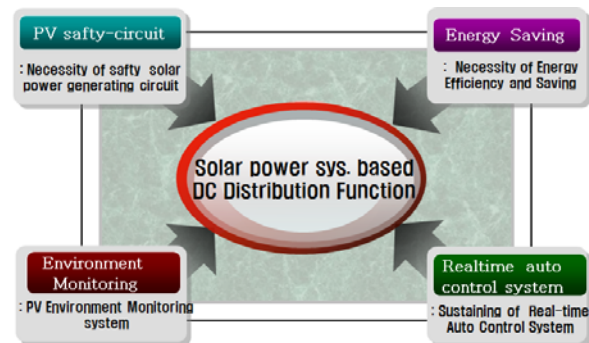 PV safty-circuit
: Necessity of safty solar
power generating circuit
Energy Saving
: Necessity of Energy
Efficiency and Saving
Solar power sys. based
DC Distribution Function
Environment
Monitoring
: PV Environment Monitoring
system
Realtime auto
control system
: Sustaining of Real-time
Auto Control System